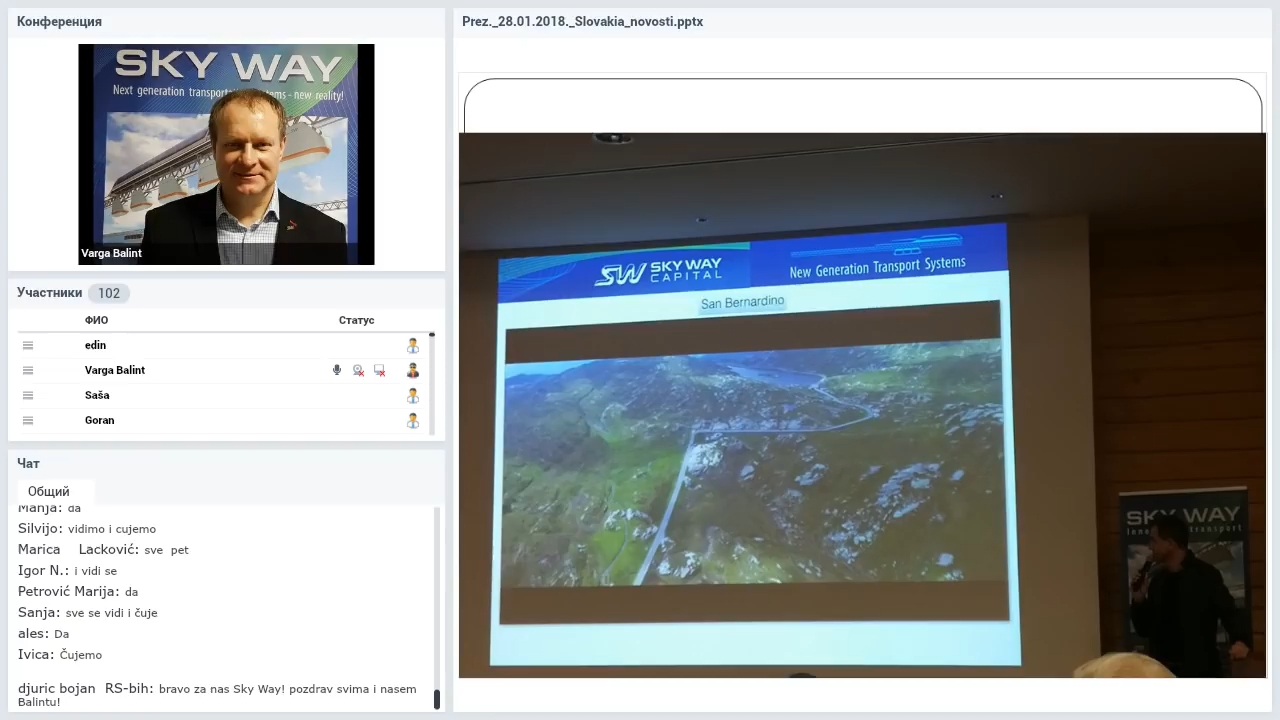 Конференция
SKY WAY
Next generation
new reality!
Varga Balint
Участники 102
ФИО Статус
edin
Varga Balint
Saša
Goran
Чат
Общий
Manja: da
Silvijo: vidimo i cujemo
Marica Lacković: sve pet
Igor N.: i vidi se
Petrović Marija: da
Sanja: sve se vidi i čuje
ales: Da
Ivica: Čujemo
djuric bojan RS-bih: bravo za nas Sky Way! pozdrav svima i nasem
Balintu!
Prez._28.01.2018._Slovakia_novosti.pptx
SW SKY WAY
CAPITAL
New Generation Transport Systems
San Bernardino
SKY WAY